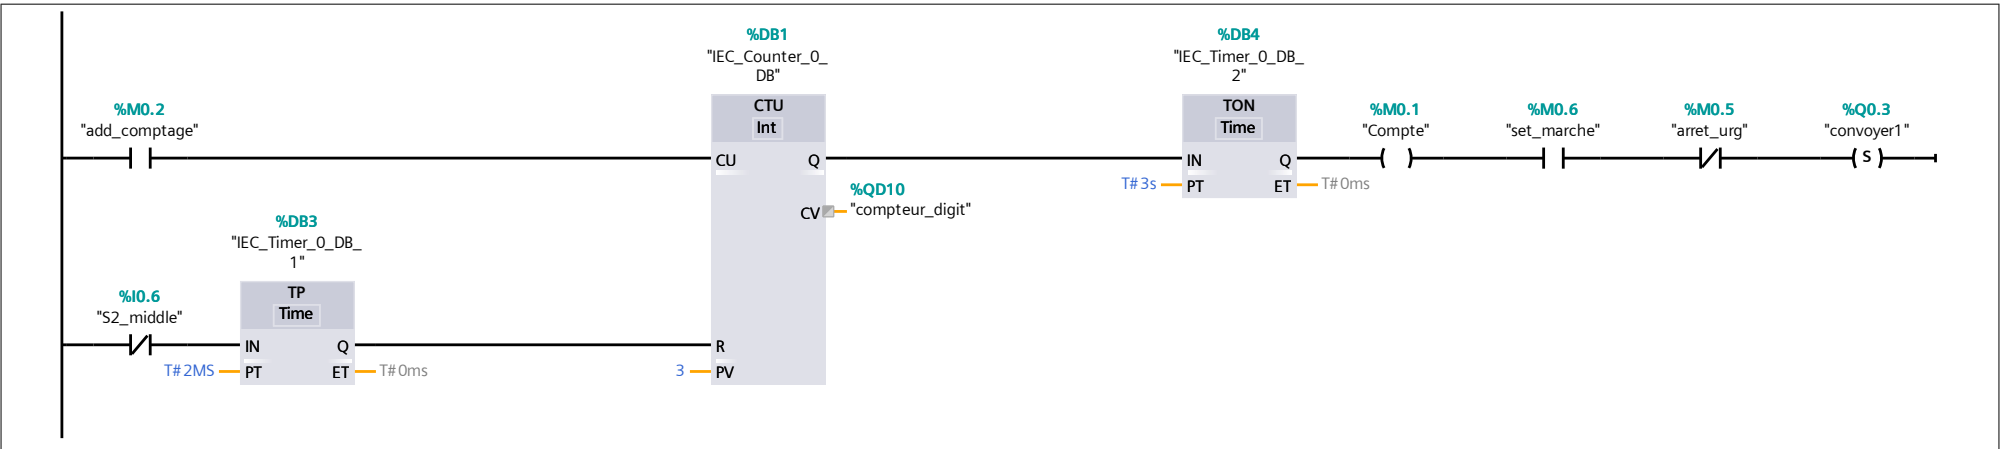 %DB1
"IEC_Counter_0_
DB"
%DB4
"IEC_Timer_0_DB_
2"
%M0.2
"add_comptage"
CTU
Int
TON
Time
%M0.1
"Compte"
%M0.6
"set_marche"
%M0.5
"arret_urg"
%Q0.3
"convoyer1"
CU
Q
IN
Q
S
T#3s
PT
ET
T#0ms
%QD10
CV
"compteur_digit"
%DB3
"IEC_Timer_0_DB_
1"
%I0.6
"S2_middle"
TP
Time
IN
Q
R
T#2MS
PT
ET
T#0ms
3
PV